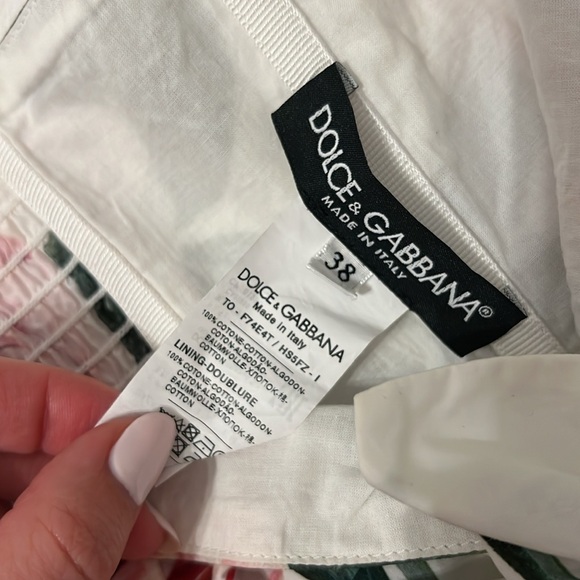 DOLCE & GABBANA®
MADE IN ITALY
38
DOLCE & GABBANA
Made in Italy
TO - F74E4T / HS5FZ - I
100% COTONE-COTTON-ALGODON-
COTON-ALGODÃO-
BAUMWOLLE-ХЛОПОК-棉-
COTTON
LINING-DOUBLURE
100% COTONE-COTTON-ALGODON-
COTON-ALGODÃO-
BAUMWOLLE-ХЛОПОК-棉-
COTTON